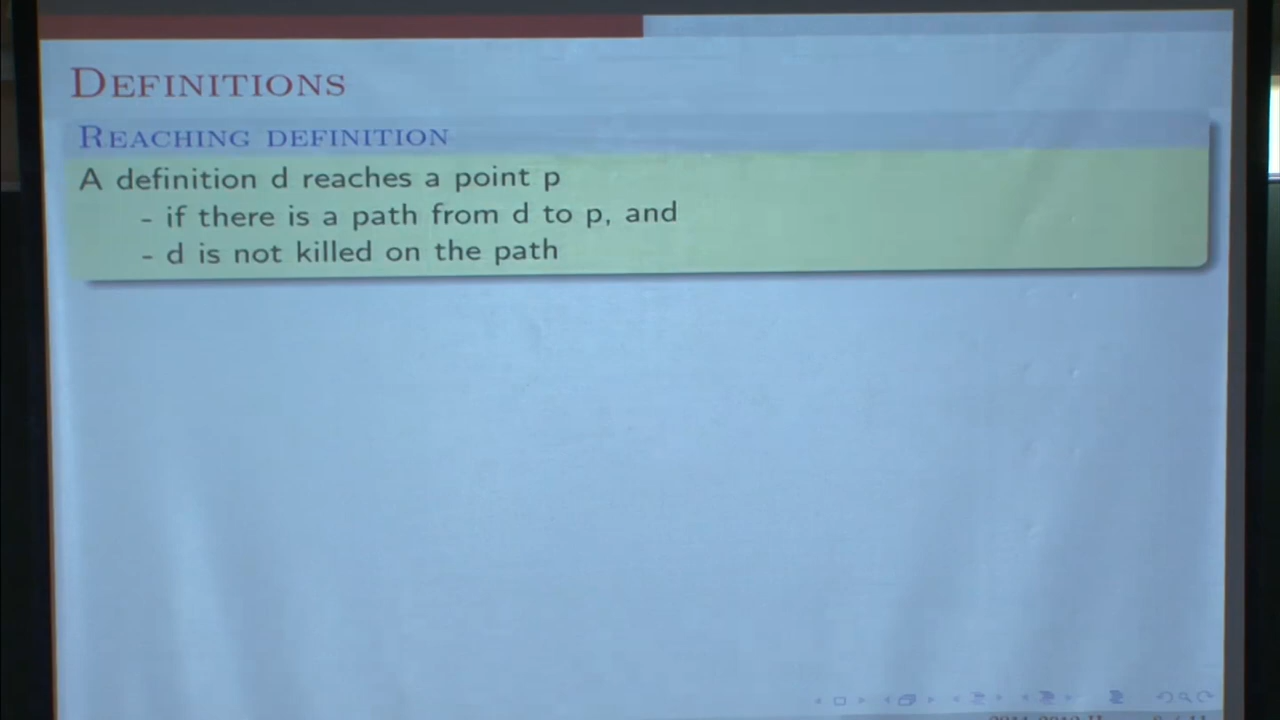 DEFINITIONS
REACHING DEFINITION
A definition d reaches a point p
- if there is a path from d to p, and
- d is not killed on the path